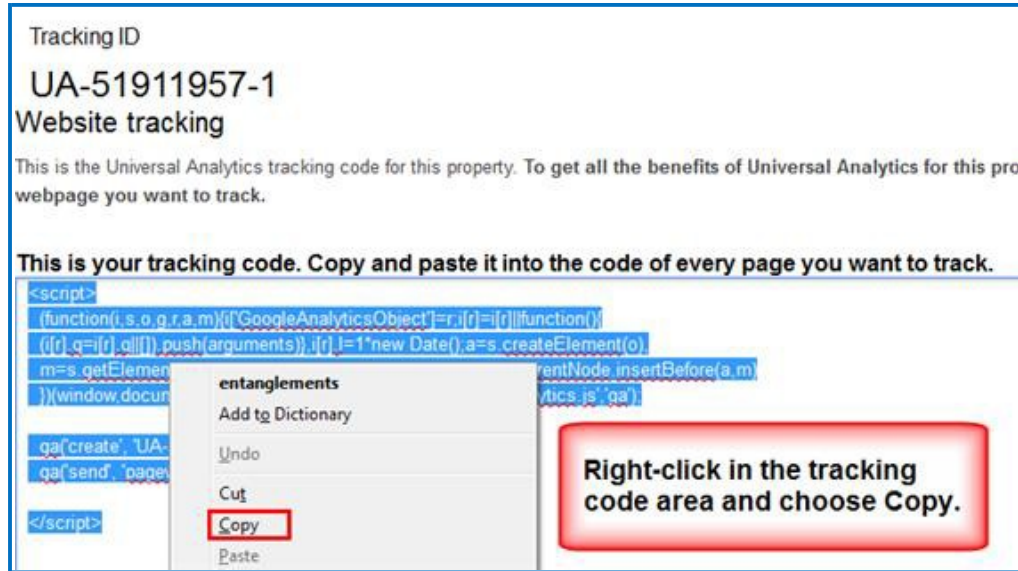 Tracking ID
UA-51911957-1
Website tracking
This is the Universal Analytics tracking code for this property. To get all the benefits of Universal Analytics for this pro
webpage you want to track.
This is your tracking code. Copy and paste it into the code of every page you want to track.
<script>
(function(i,s,o,g,r,a,m){i['GoogleAnalyticsObject']=r;i[r]=i[r]||function(){
(i[r].q=i[r].q||[]).push(arguments)},i[r].l=1*new Date();a=s.createElement(o),
m=s.getElemen rentNode.insertBefore(a,m)
})(window,docum ytics.js','ga');
ga('create', 'UA-
ga('send', 'pagev
</script>
entanglements
Add to Dictionary
Undo
Cut
Copy
Paste
Right-click in the tracking
code area and choose Copy.